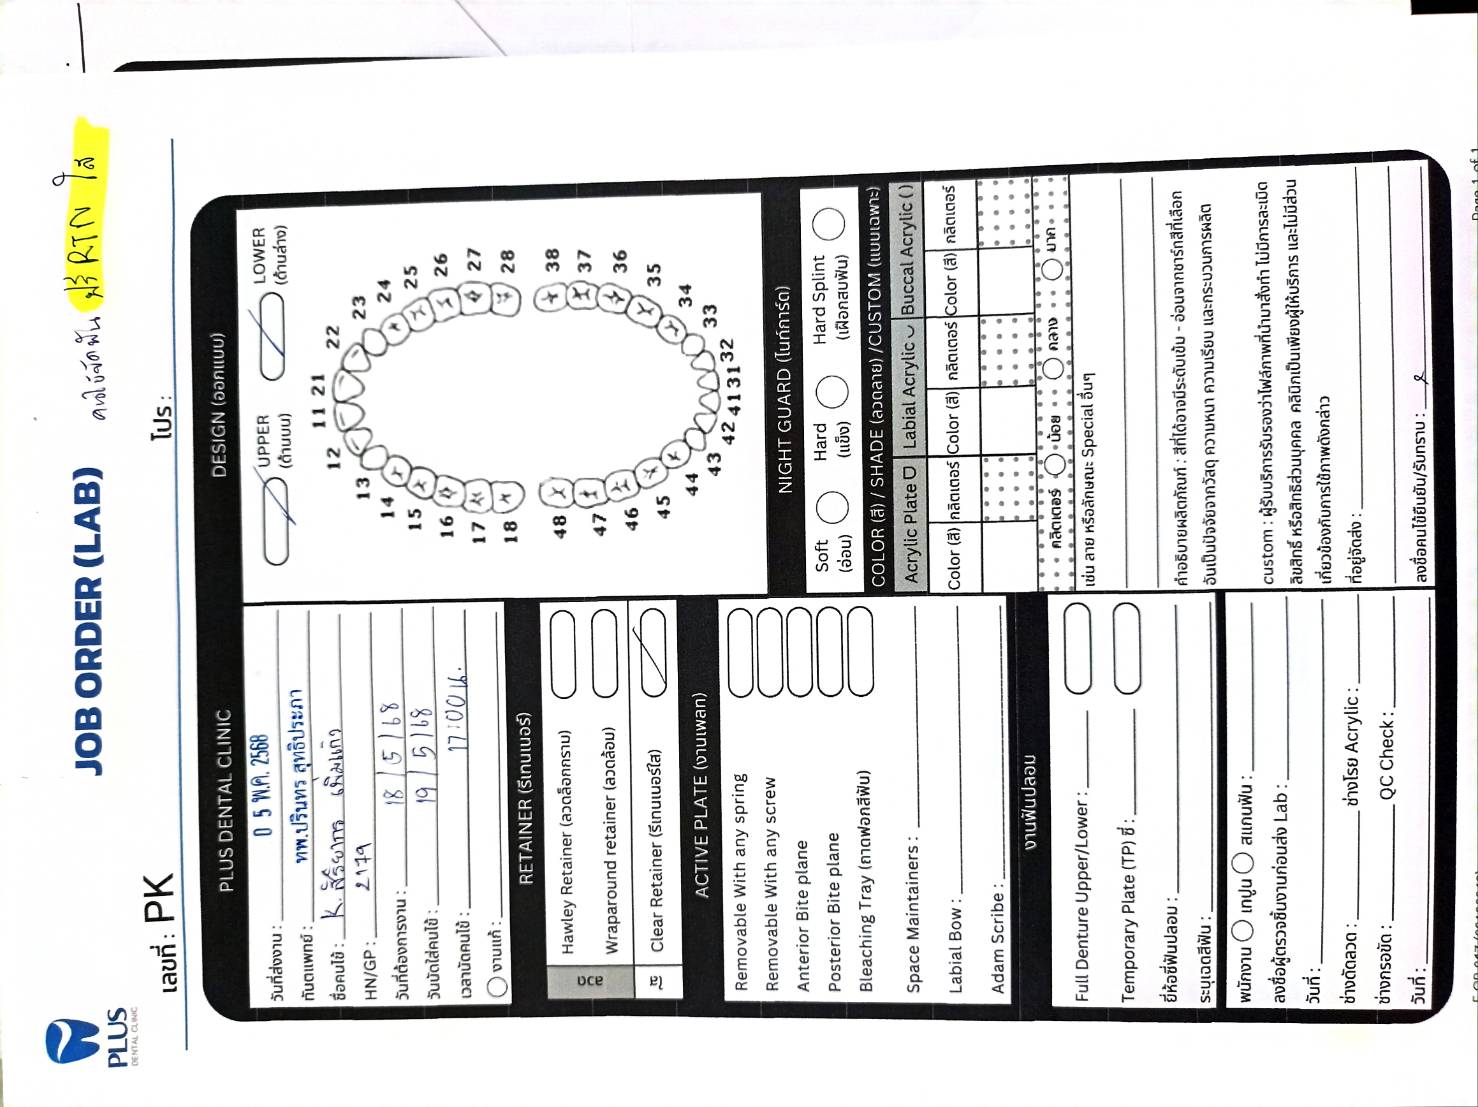 PLUS
DENTAL CLINIC
JOB ORDER (LAB)
คนไข้จัดฟัน ฟรี RTN ใส
เลขที่ : PK
โปร :
PLUS DENTAL CLINIC
วันที่ส่งงาน : 0 5 พ.ค. 2568
ทันตแพทย์ : ทพ.ปรินทร สุทธิประภา
ชื่อคนไข้ : K.
HN/GP : 2179
วันที่ต้องการงาน : 18/5/68
วันนัดใส่คนไข้ : 19/5/68
เวลานัดคนไข้ : 17:00 น.
งานแก้ :
RETAINER (รีเทนเนอร์)
ลวด
Hawley Retainer (ลวดล็อกกราม)
Wraparound retainer (ลวดล้อม)
ใส
Clear Retainer (รีเทนเนอร์ใส)
ACTIVE PLATE (งานเพลท)
Removable With any spring
Removable With any screw
Anterior Bite plane
Posterior Bite plane
Bleaching Tray (ถาดฟอกสีฟัน)
Space Maintainers :
Labial Bow :
Adam Scribe :
งานฟันปลอม
Full Denture Upper/Lower :
Temporary Plate (TP) ซี่ :
ยี่ห้อซี่ฟันปลอม :
ระบุเฉดสีฟัน :
พนักงาน เทปูน สแกนฟัน :
ลงชื่อผู้ตรวจชิ้นงานก่อนส่ง Lab :
วันที่ :
ช่างดัดลวด : ช่างโรย Acrylic :
ช่างกรอขัด : QC Check :
วันที่ :
DESIGN (ออกแบบ)
UPPER
(ด้านบน)
LOWER
(ด้านล่าง)
11 21
12 22
13 23
14 24
15 25
16 26
17 27
18 28
48 38
47 37
46 36
45 35
44 34
43 33
42 41 31 32
NIGHT GUARD (ไนท์การ์ด)
Soft
(อ่อน)
Hard
(แข็ง)
Hard Splint
(เฝือกสบฟัน)
COLOR (สี) / SHADE (ลวดลาย) /CUSTOM (แบบเฉพาะ)
Acrylic Plate Labial Acrylic Buccal Acrylic ()
Color (สี) กลิตเตอร์ Color (สี) กลิตเตอร์ Color (สี) กลิตเตอร์
กลิตเตอร์ น้อย กลาง มาก
เช่น ลาย หรือลักษณะ Special อื่นๆ
คำอธิบายผลิตภัณฑ์ : สีที่ได้อาจมีระดับเข้ม - อ่อนจากชาร์ทสีที่เลือก
อันเป็นปัจจัยจากวัสดุ ความหนา ความเรียบ และกระบวนการผลิต
custom : ผู้รับบริการรับรองว่าไฟล์ภาพที่นำมาสั่งทำ ไม่มีการละเมิด
ลิขสิทธิ์ หรือสิทธิส่วนบุคคล คลินิกเป็นเพียงผู้ให้บริการ และไม่มีส่วน
เกี่ยวข้องกับการใช้ภาพดังกล่าว
ที่อยู่จัดส่ง :
ลงชื่อคนไข้ยืนยัน/รับทราบ :
Page 1 of 1